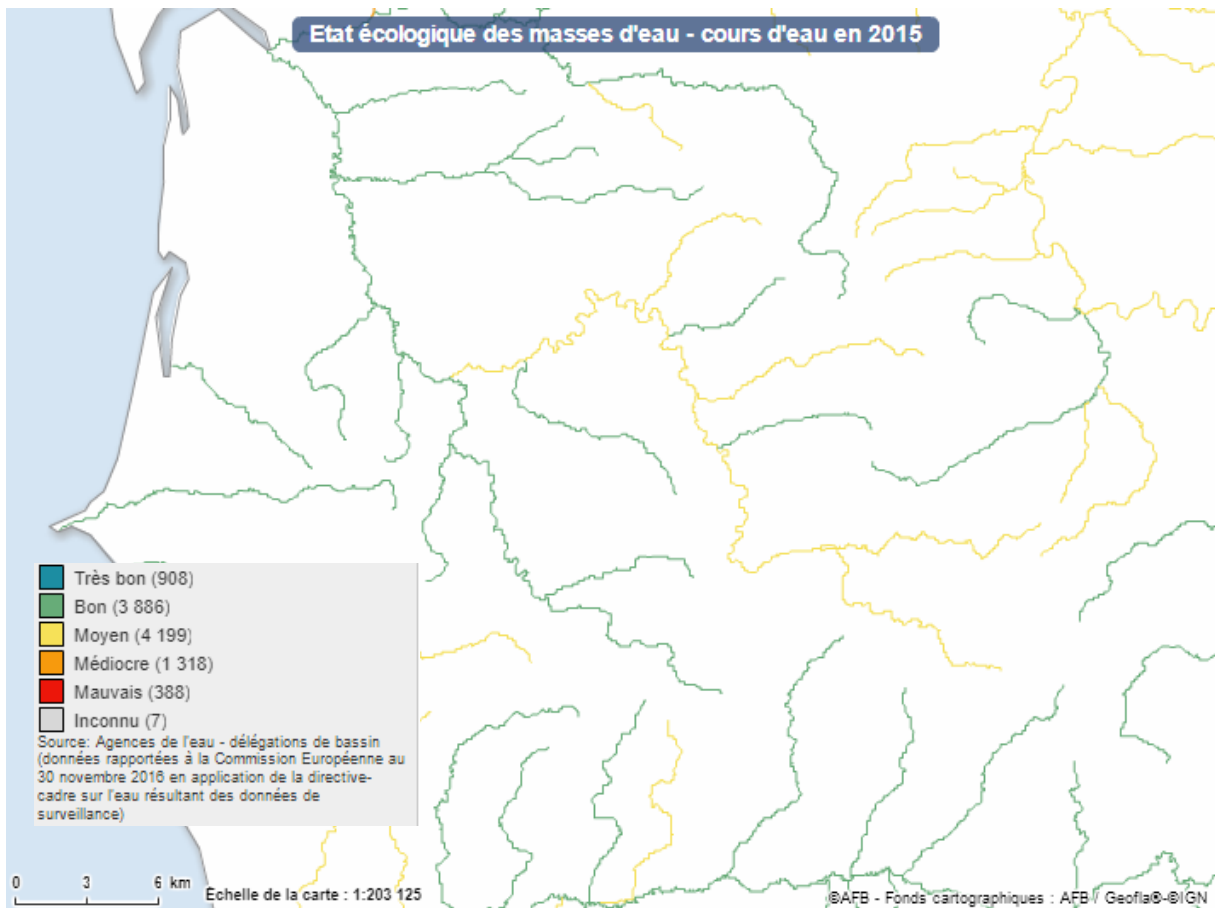 Etat écologique des masses d'eau - cours d'eau en 2015
Très bon (908)
Bon (3 886)
Moyen (4 199)
Médiocre (1 318)
Mauvais (388)
Inconnu (7)
Source: Agences de l'eau - délégations de bassin
(données rapportées à la Commission Européenne au
30 novembre 2016 en application de la directive-
cadre sur l'eau résultant des données de
surveillance)
0 3 6 km
Échelle de la carte : 1:203 125
©AFB - Fonds cartographiques : AFB / Geofla®-©IGN